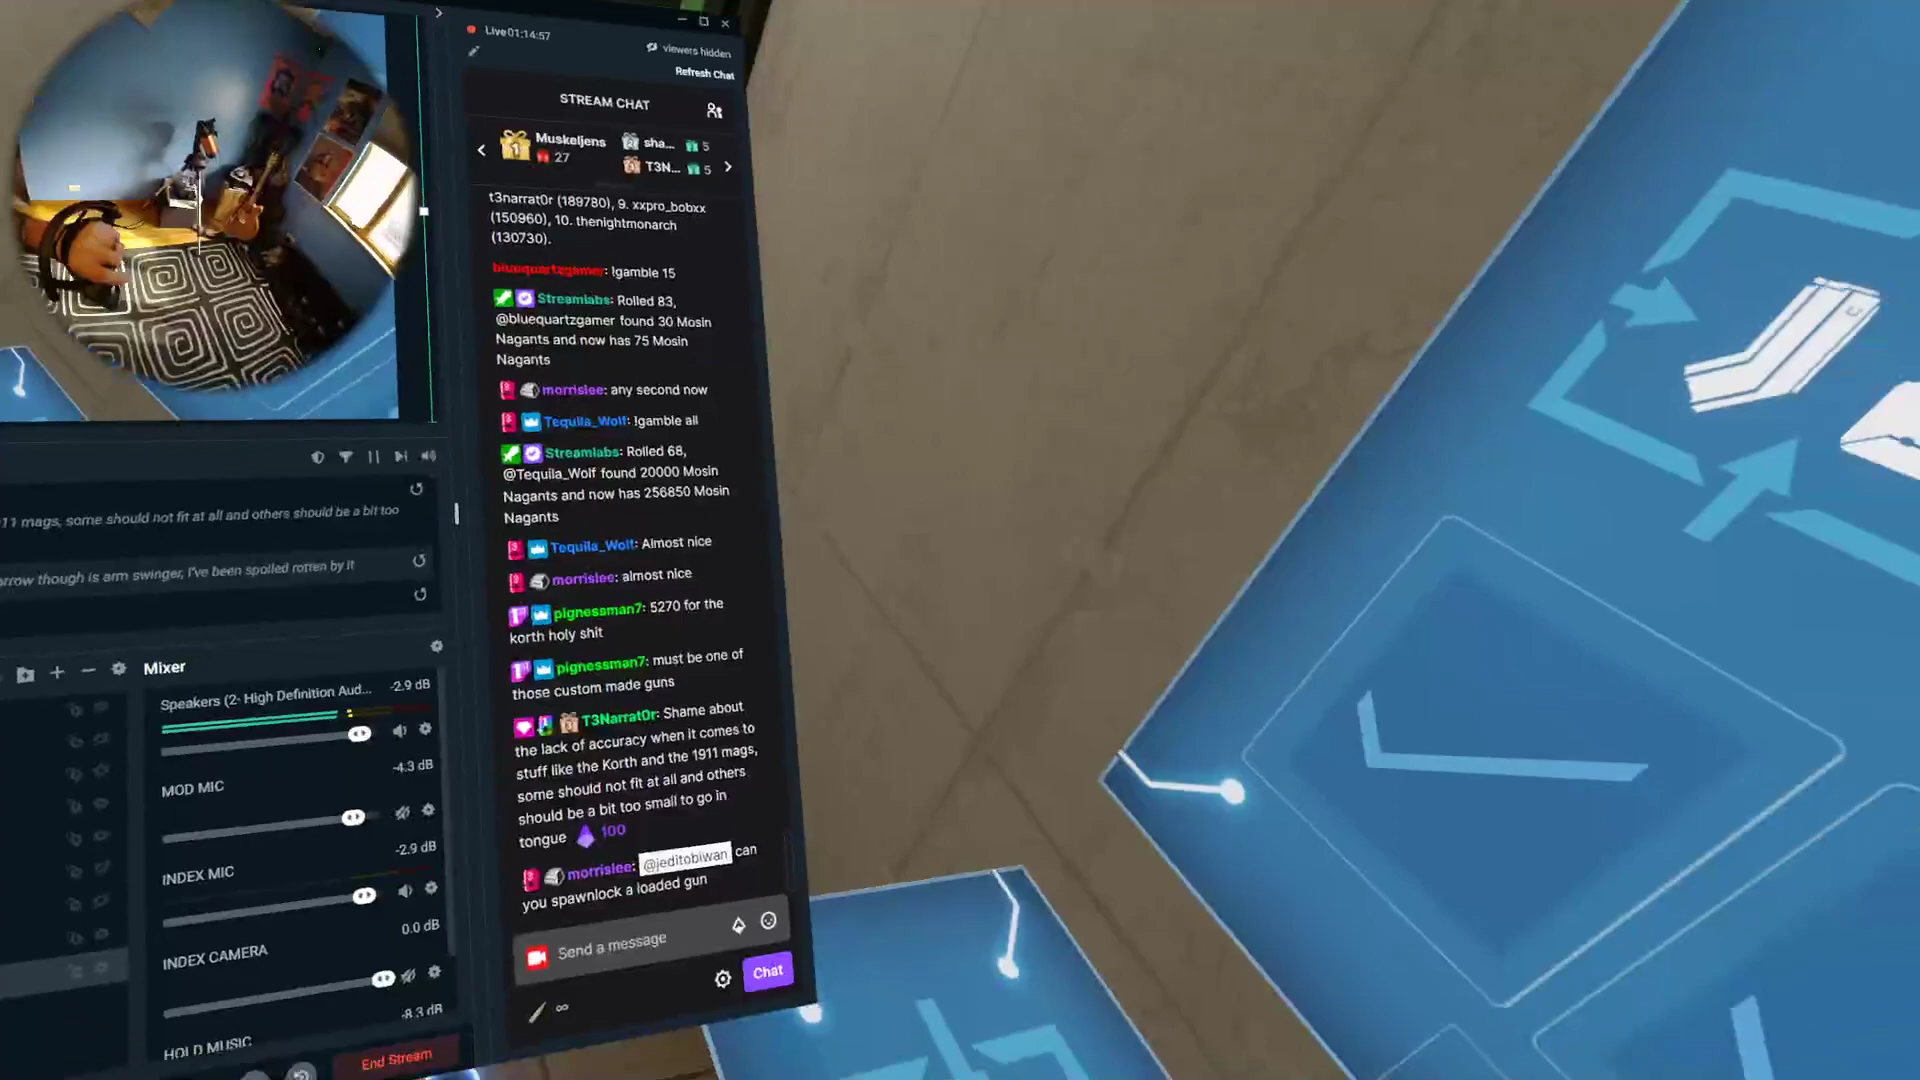 Live 01:14:57
viewers hidden
Refresh Chat
STREAM CHAT
Muskeljens
27
sha... 5
T3N... 5
t3narrat0r (189780), 9. xxpro_bobxx
(150960), 10. thenightmonarch
(130730).
bluequartzgamer: !gamble 15
Streamlabs: Rolled 83,
@bluequartzgamer found 30 Mosin
Nagants and now has 75 Mosin
Nagants
morrislee: any second now
Tequila_Wolf: !gamble all
Streamlabs: Rolled 68,
@Tequila_Wolf found 20000 Mosin
Nagants and now has 256850 Mosin
Nagants
Tequila_Wolf: Almost nice
morrislee: almost nice
pignessman7: 5270 for the
korth holy shit
pignessman7: must be one of
those custom made guns
T3Narrat0r: Shame about
the lack of accuracy when it comes to
stuff like the Korth and the 1911 mags,
some should not fit at all and others
should be a bit too small to go in
tongue 100
morrislee: @jeditobiwan can
you spawnlock a loaded gun
Send a message
Chat
11 mags, some should not fit at all and others should be a bit too
arrow though is arm swinger, I've been spoiled rotten by it
Mixer
Speakers (2- High Definition Aud... -2.9 dB
MOD MIC -4.3 dB
INDEX MIC -2.9 dB
INDEX CAMERA 0.0 dB
HOLD MUSIC -8.3 dB
End Stream